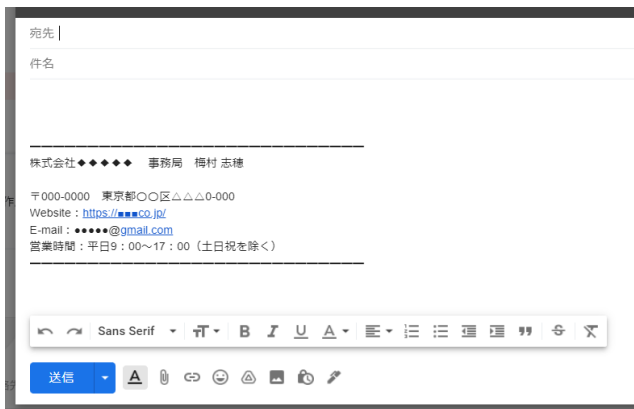 宛先
件名
株式会社◆◆◆◆◆　事務局　梅村 志穂
〒000-0000　東京都〇〇区△△△0-000
Website：https://■■■co.jp/
E-mail：●●●●●@gmail.com
営業時間：平日9：00～17：00（土日祝を除く）
Sans Serif
B I U A
送信 A